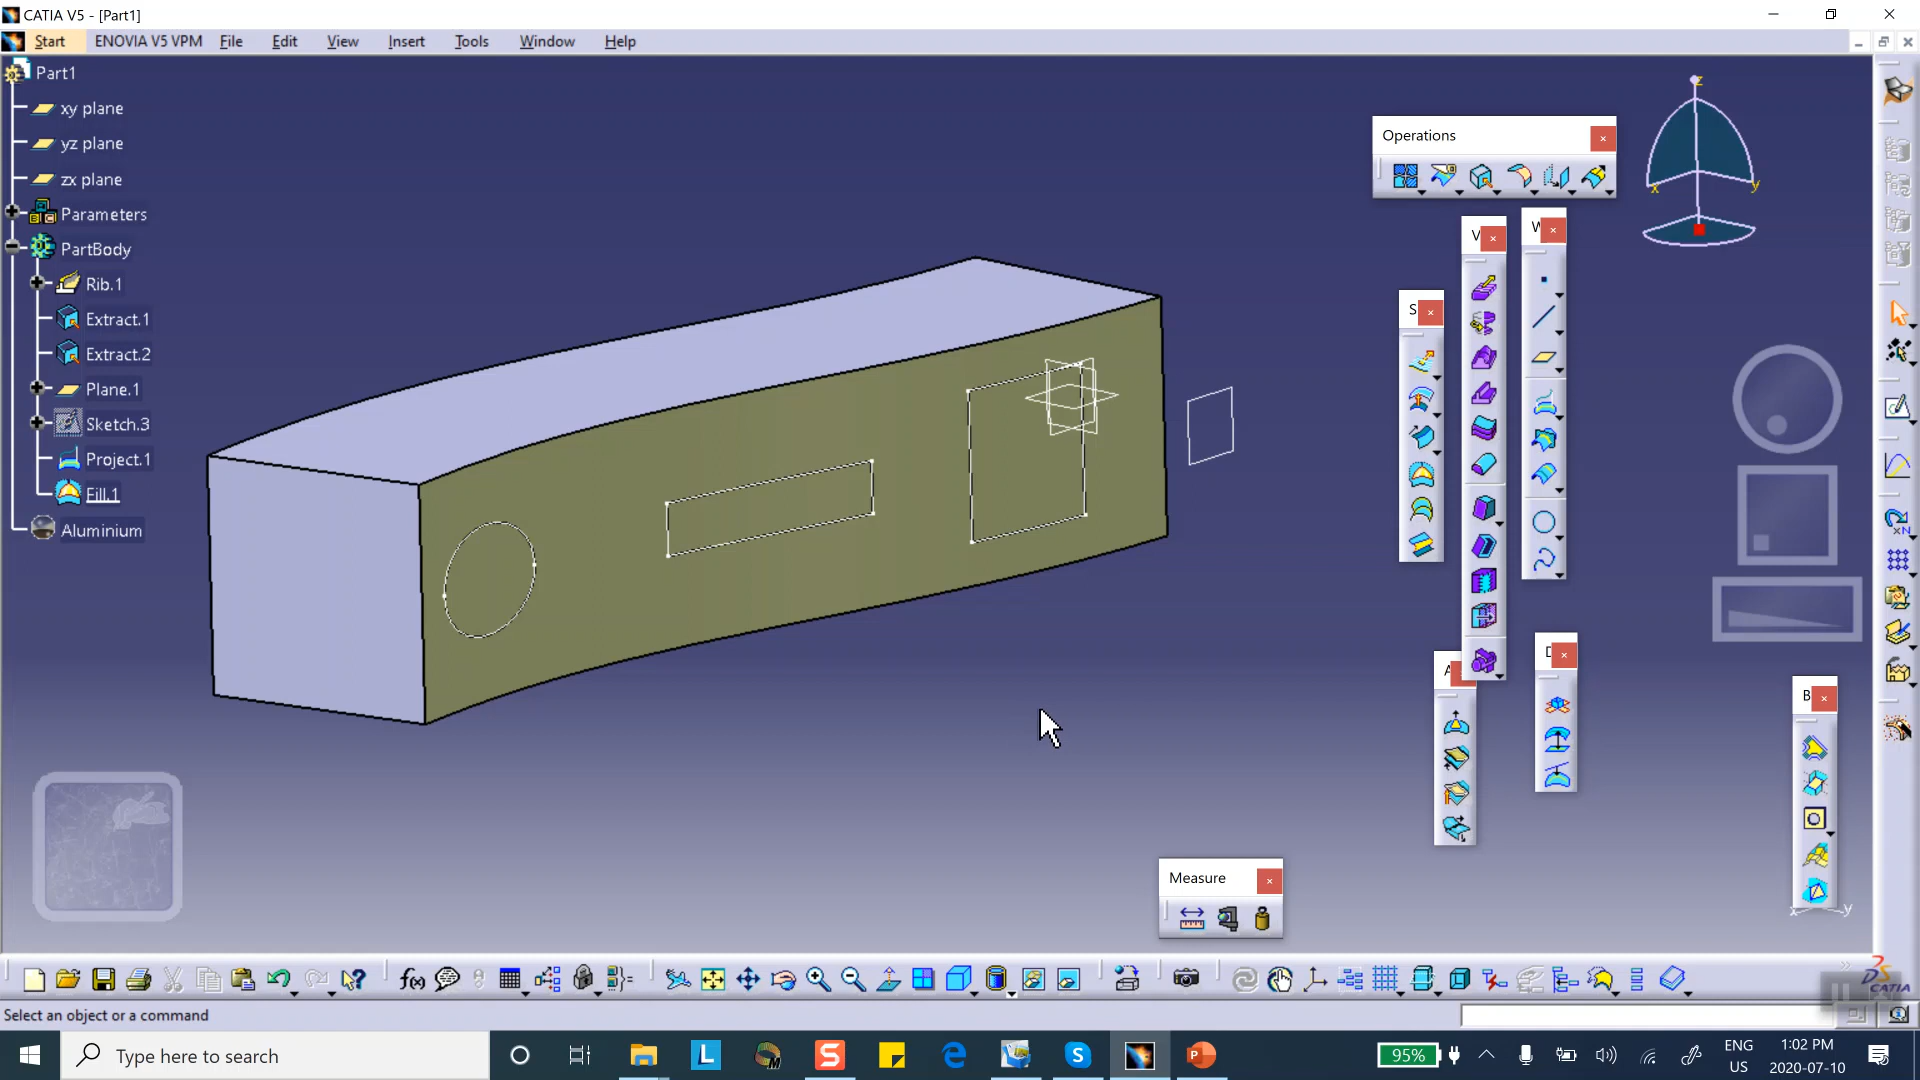 CATIA V5 - [Part1]
Start ENOVIA V5 VPM File Edit View Insert Tools Window Help
Part1
xy plane
yz plane
zx plane
Parameters
PartBody
Rib.1
Extract.1
Extract.2
Plane.1
Sketch.3
Project.1
Fill.1
Aluminium
Operations
z
x
y
V
W
S
A
D
B
Measure
x y
f(x)
CATIA
Select an object or a command
Type here to search
95%
ENG
US
1:02 PM
2020-07-10